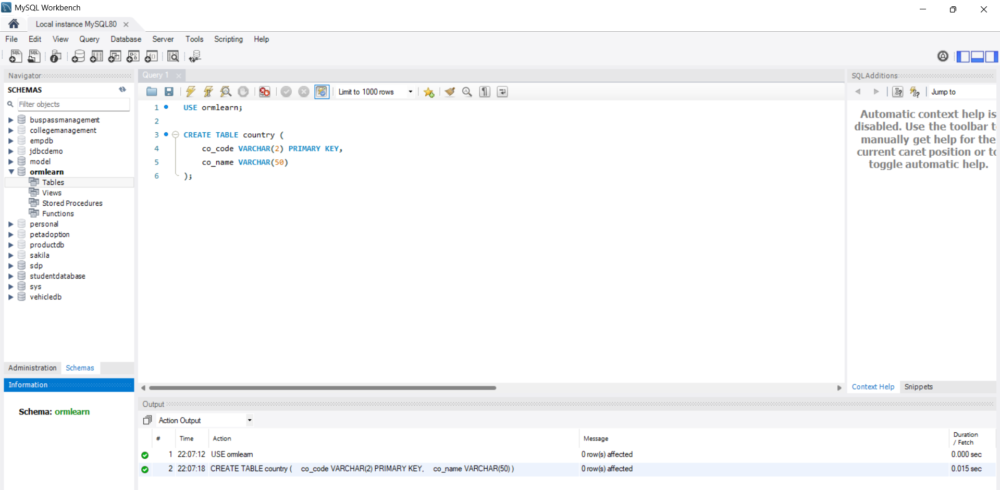 MySQL Workbench
Local instance MySQL80
File Edit View Query Database Server Tools Scripting Help
Navigator
SCHEMAS
Filter objects
buspassmanagement
collegemanagement
empdb
jdbcdemo
model
ormlearn
Tables
Views
Stored Procedures
Functions
personal
petadoption
productdb
sakila
sdp
studentdatabase
sys
vehicledb
Administration Schemas
Information
Schema: ormlearn
Query 1
Limit to 1000 rows
1 USE ormlearn;
2
3 CREATE TABLE country (
4 co_code VARCHAR(2) PRIMARY KEY,
5 co_name VARCHAR(50)
6 );
SQLAdditions
Jump to
Automatic context help is
disabled. Use the toolbar t
manually get help for the
current caret position or to
toggle automatic help.
Context Help Snippets
Output
Action Output
# Time Action Message Duration / Fetch
1 22:07:12 USE ormlearn 0 row(s) affected 0.000 sec
2 22:07:18 CREATE TABLE country ( co_code VARCHAR(2) PRIMARY KEY, co_name VARCHAR(50) ) 0 row(s) affected 0.015 sec